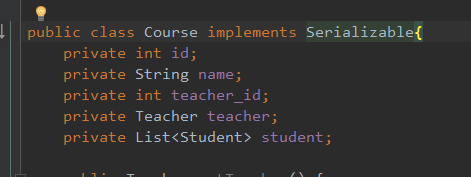 public class Course implements Serializable{
private int id;
private String name;
private int teacher_id;
private Teacher teacher;
private List<Student> student;